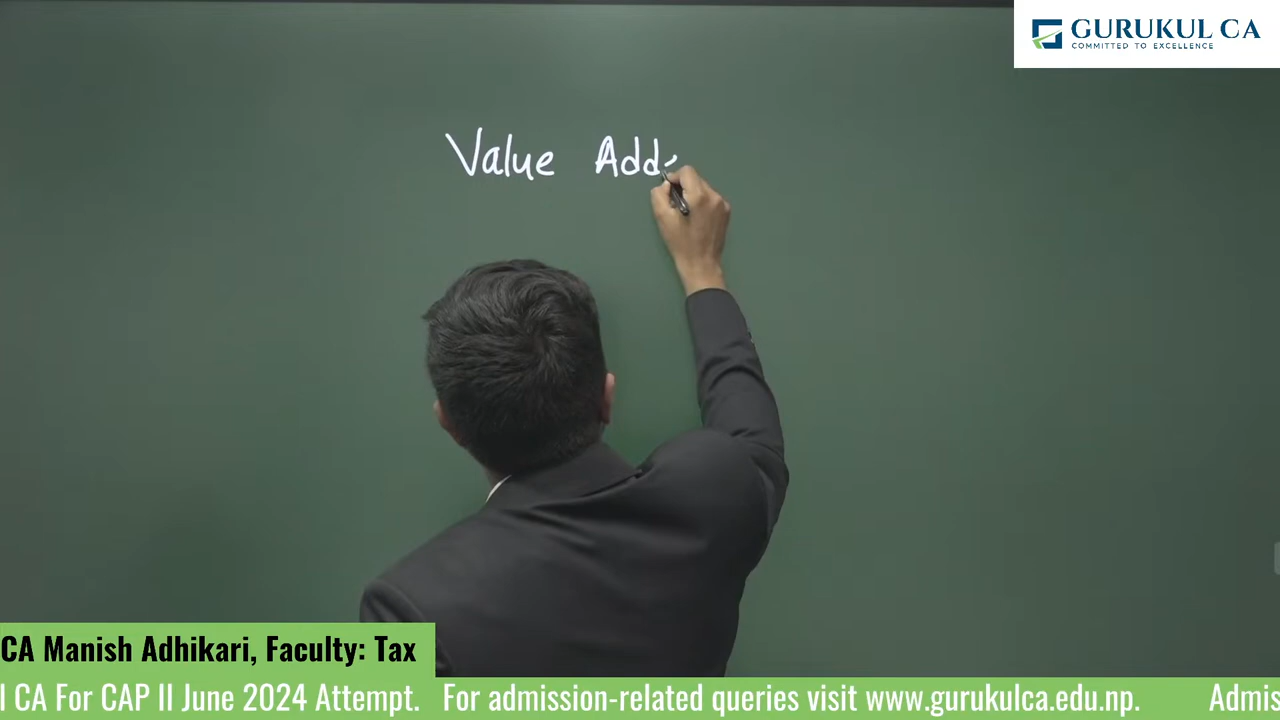 GURUKUL CA
COMMITTED TO EXCELLENCE
Value Add
CA Manish Adhikari, Faculty: Tax
CA For CAP II June 2024 Attempt. For admission-related queries visit www.gurukulca.edu.np.